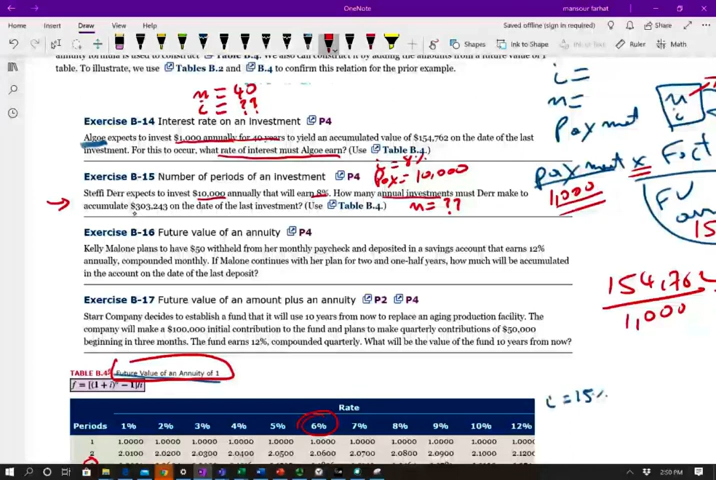 OneNote
mansour farhat
Home Insert Draw View Help
Saved offline (sign in required) Share
Shapes Ink to Shape Ink to Text Ruler Math
table. To illustrate, we use Tables B.2 and B.4 to confirm this relation for the prior example.
n = 40
i = ??
Exercise B-14 Interest rate on an investment P4
Algoe expects to invest $1,000 annually for 40 years to yield an accumulated value of $154,762 on the date of the last
investment. For this to occur, what rate of interest must Algoe earn? (Use Table B.4.)
i = 8%
Exercise B-15 Number of periods of an investment P4
10,000
Steffi Derr expects to invest $10,000 annually that will earn 8%. How many annual investments must Derr make to
accumulate $303,243 on the date of the last investment? (Use Table B.4.)
n = ??
Exercise B-16 Future value of an annuity P4
Kelly Malone plans to have $50 withheld from her monthly paycheck and deposited in a savings account that earns 12%
annually, compounded monthly. If Malone continues with her plan for two and one-half years, how much will be accumulated
in the account on the date of the last deposit?
Exercise B-17 Future value of an amount plus an annuity P2 P4
Starr Company decides to establish a fund that it will use 10 years from now to replace an aging production facility. The
company will make a $100,000 initial contribution to the fund and plans to make quarterly contributions of $50,000
beginning in three months. The fund earns 12%, compounded quarterly. What will be the value of the fund 10 years from now?
TABLE B.4 Future Value of an Annuity of 1
f = [(1 + i)ⁿ − 1]/i
Rate
Periods 1% 2% 3% 4% 5% 6% 7% 8% 9% 10% 12%
1 1.0000 1.0000 1.0000 1.0000 1.0000 1.0000 1.0000 1.0000 1.0000 1.0000 1.0000
2 2.0100 2.0200 2.0300 2.0400 2.0500 2.0600 2.0700 2.0800 2.0900 2.1000 2.1200
i =
n =
n
i
payment x Fact
1,000
FV
154,762
1,000
i = 15%
2:50 PM